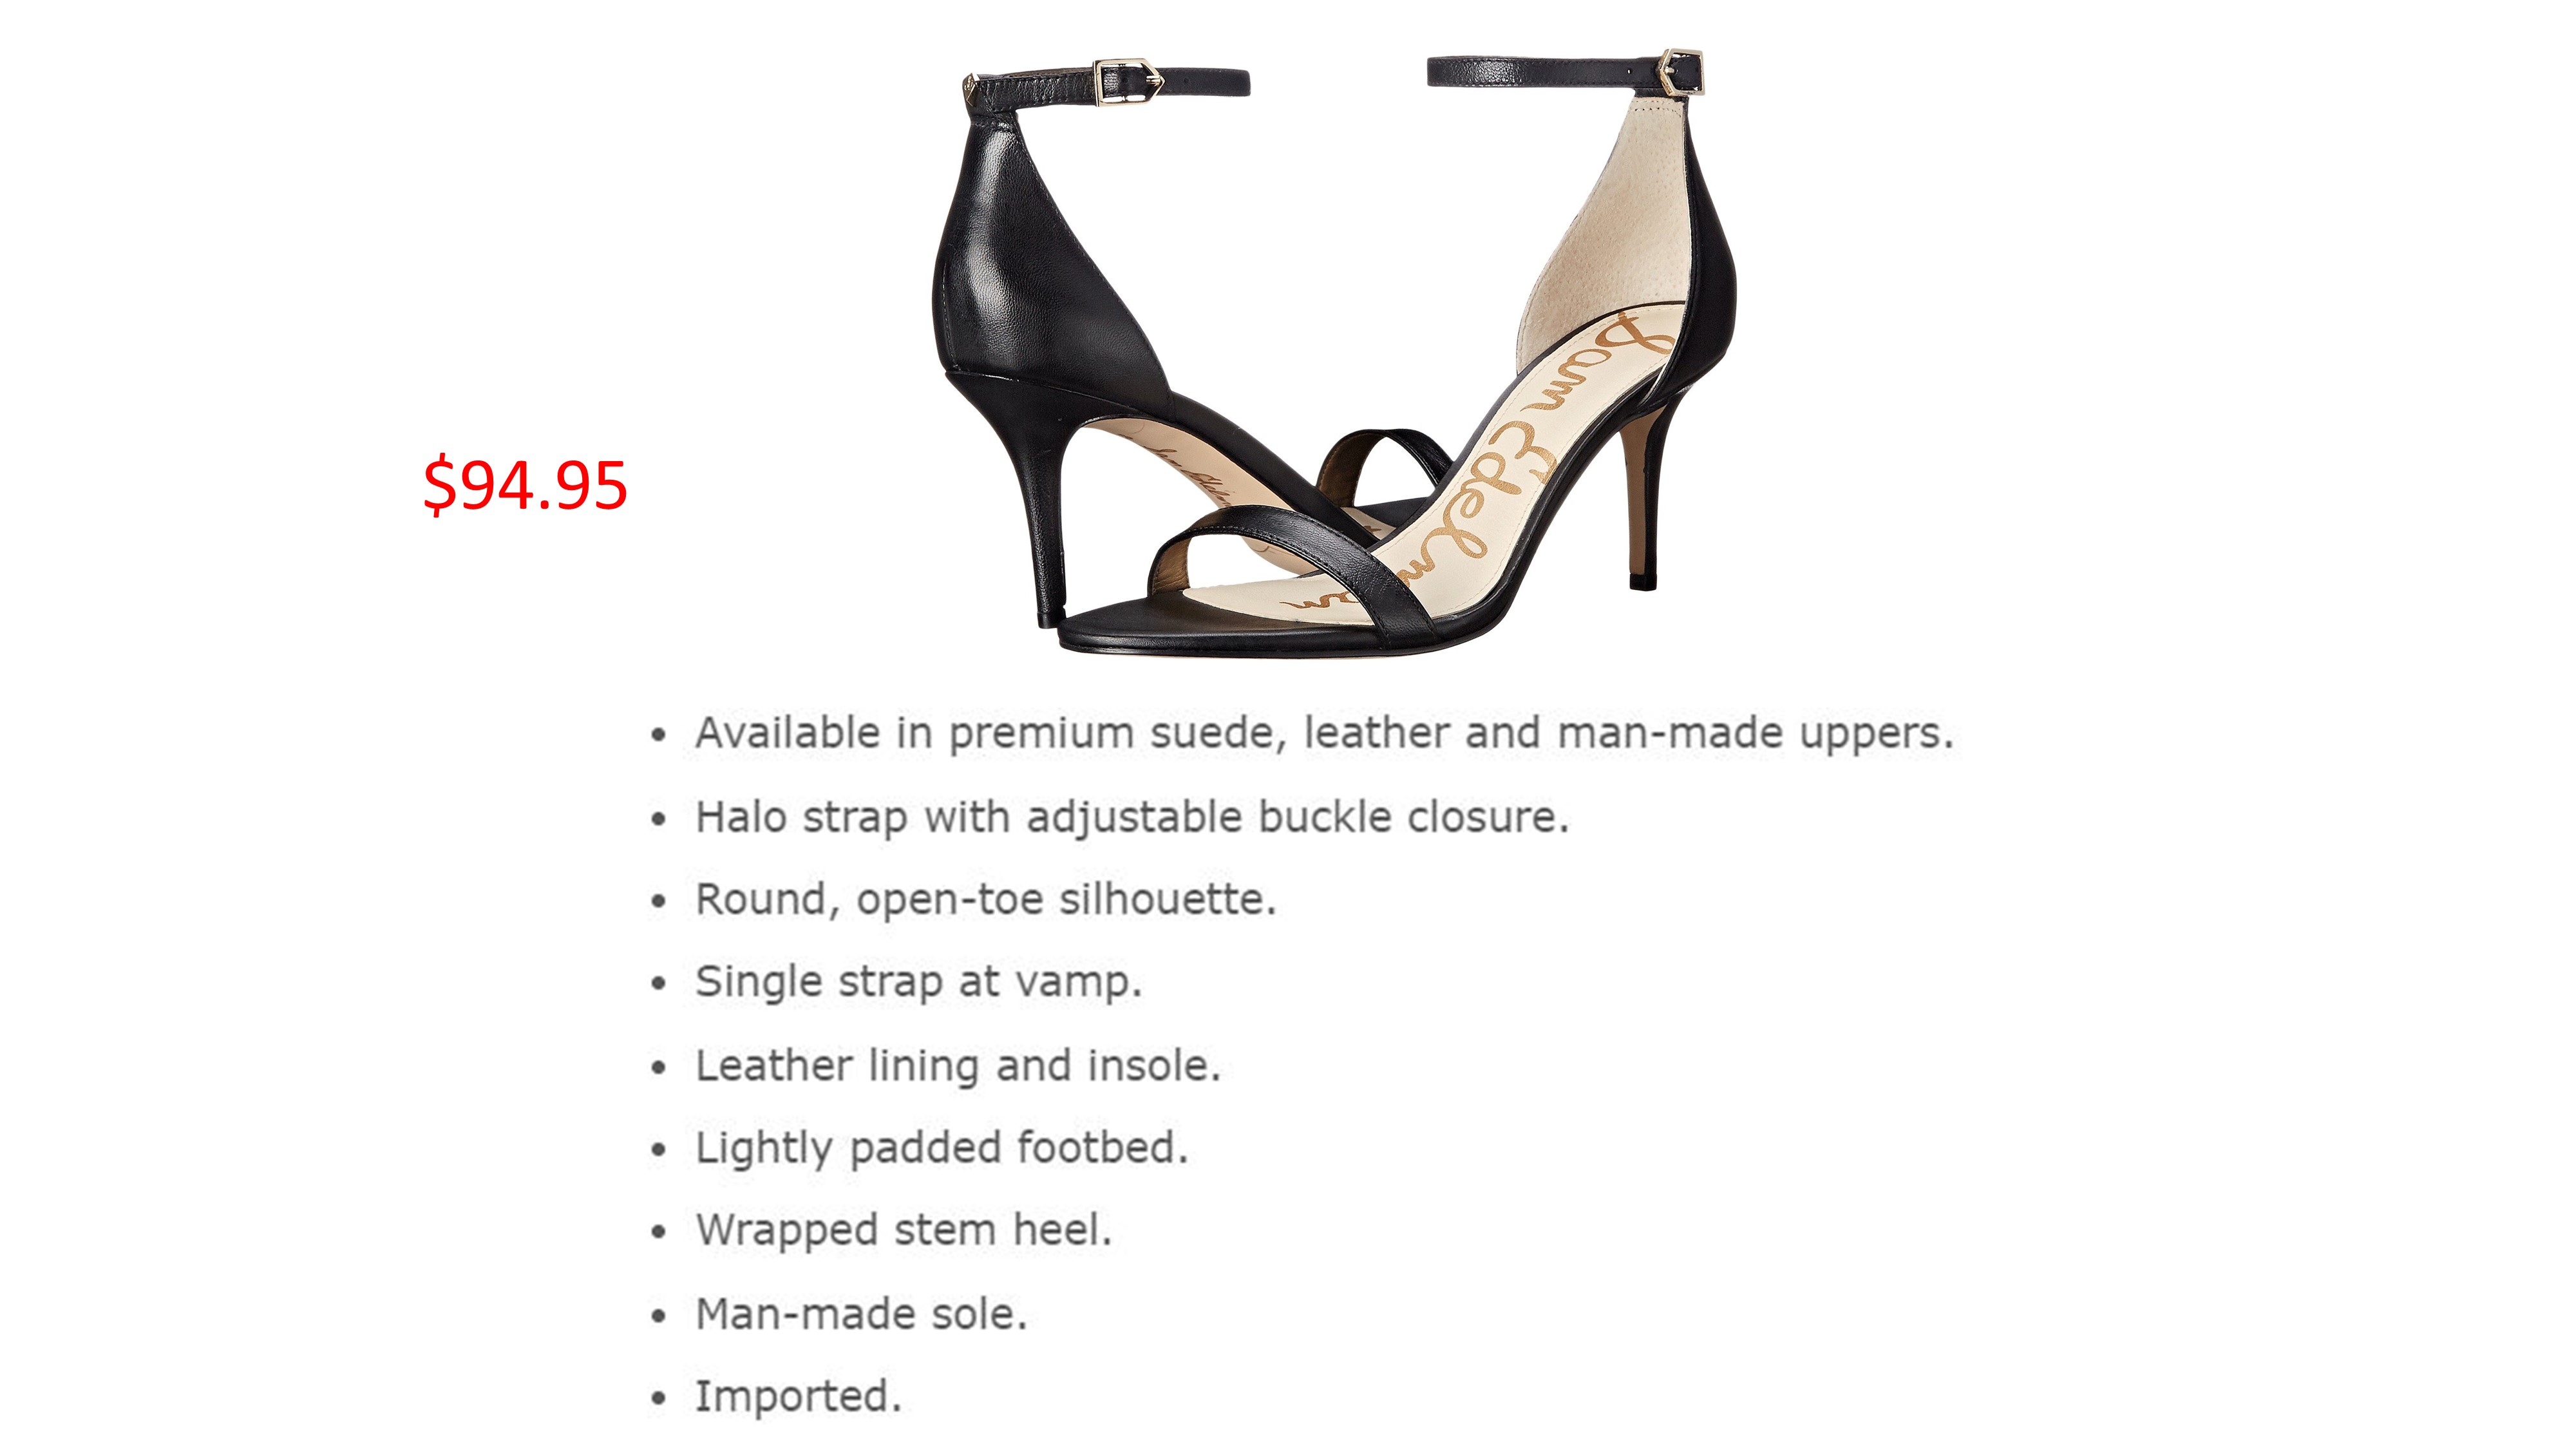 Sam Edelman
$94.95
• Available in premium suede, leather and man-made uppers.
• Halo strap with adjustable buckle closure.
• Round, open-toe silhouette.
• Single strap at vamp.
• Leather lining and insole.
• Lightly padded footbed.
• Wrapped stem heel.
• Man-made sole.
• Imported.